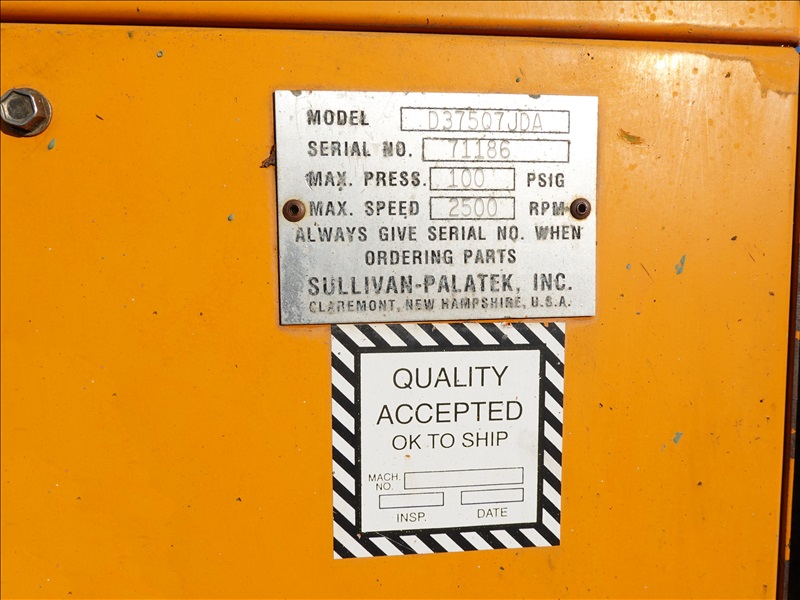 MODEL D375Q7JDA
SERIAL NO. 71186
MAX. PRESS. 100 PSIG
MAX. SPEED 2500 RPM
ALWAYS GIVE SERIAL NO. WHEN
ORDERING PARTS
SULLIVAN-PALATEK, INC.
CLAREMONT, NEW HAMPSHIRE, U.S.A.
QUALITY
ACCEPTED
OK TO SHIP
MACH.
NO.
INSP. DATE